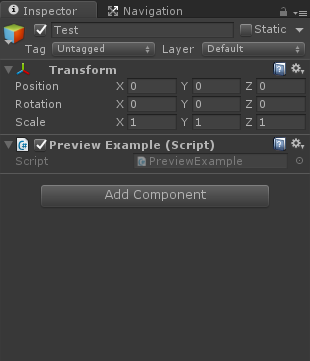 Inspector Navigation
Test Static
Tag Untagged Layer Default
Transform
Position X 0 Y 0 Z 0
Rotation X 0 Y 0 Z 0
Scale X 1 Y 1 Z 1
Preview Example (Script)
Script PreviewExample
Add Component